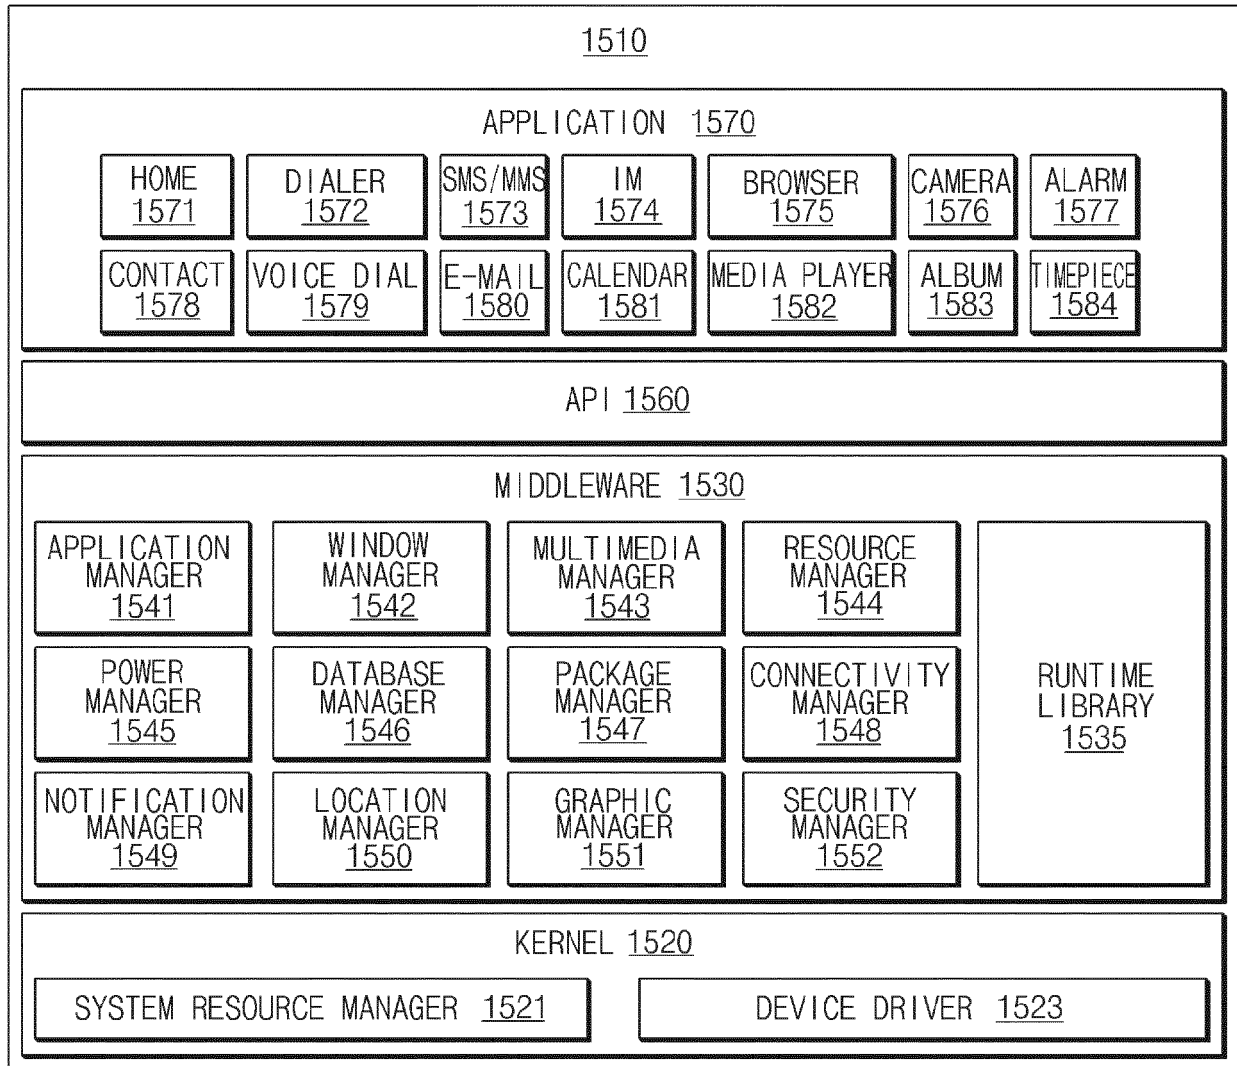 1510
APPLICATION 1570
HOME
1571
DIALER
1572
SMS/MMS
1573
IM
1574
BROWSER
1575
CAMERA
1576
ALARM
1577
CONTACT
1578
VOICE DIAL
1579
E-MAIL
1580
CALENDAR
1581
MEDIA PLAYER
1582
ALBUM
1583
TIMEPIECE
1584
API 1560
MIDDLEWARE 1530
APPLICATION
MANAGER
1541
WINDOW
MANAGER
1542
MULTIMEDIA
MANAGER
1543
RESOURCE
MANAGER
1544
POWER
MANAGER
1545
DATABASE
MANAGER
1546
PACKAGE
MANAGER
1547
CONNECTIVITY
MANAGER
1548
NOTIFICATION
MANAGER
1549
LOCATION
MANAGER
1550
GRAPHIC
MANAGER
1551
SECURITY
MANAGER
1552
RUNTIME
LIBRARY
1535
KERNEL 1520
SYSTEM RESOURCE MANAGER 1521
DEVICE DRIVER 1523